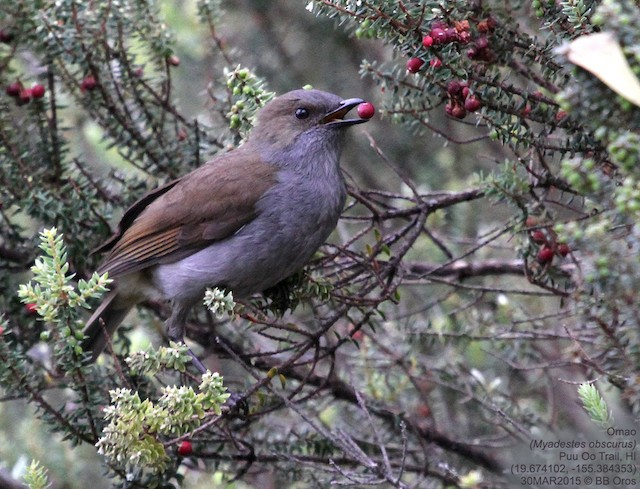 Omao
(Myadestes obscurus)
Puu Oo Trail, HI
(19.674102, -155.384353)
30MAR2015 © BB Oros